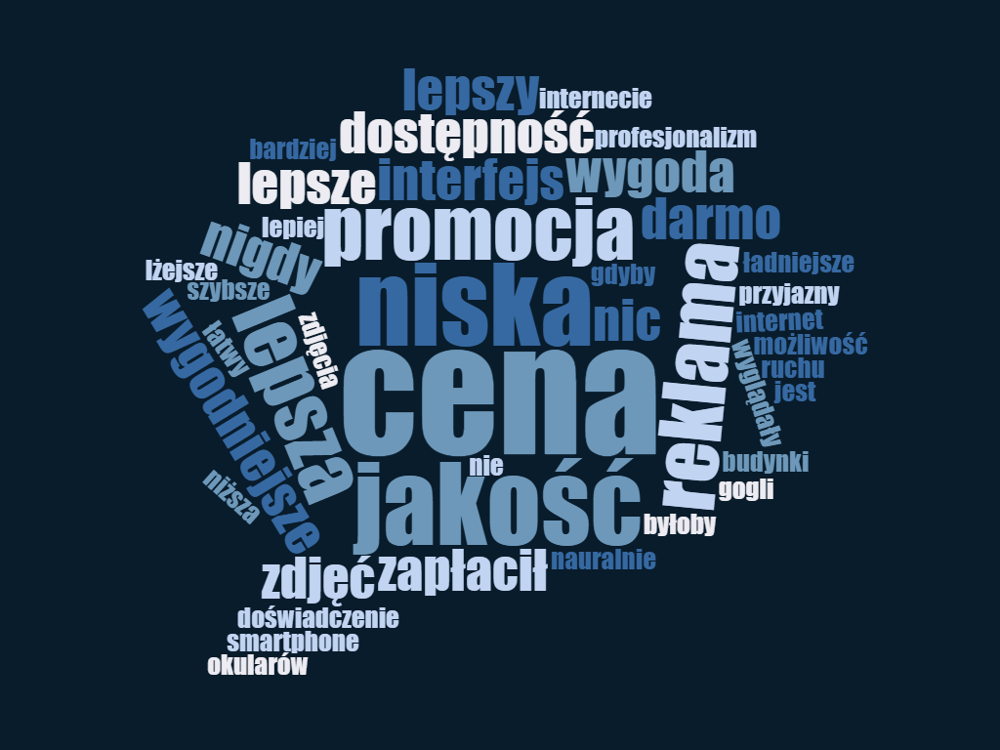 lepszy
internecie
dostępność
profesjonalizm
bardziej
lepsze
interfejs
wygoda
lepiej
promocja
darmo
nigdy
lżejsze
szybsze
gdyby
ładniejsze
niska
nic
reklama
przyjazny
internet
możliwość
ruchu
jest
wyglądały
wygodniejsze
łatwy
lepsza
zdjęcia
cena
nie
jakość
budynki
gogli
byłoby
niższa
nauralnie
zdjęć
zapłacił
doświadczenie
smartphone
okularów